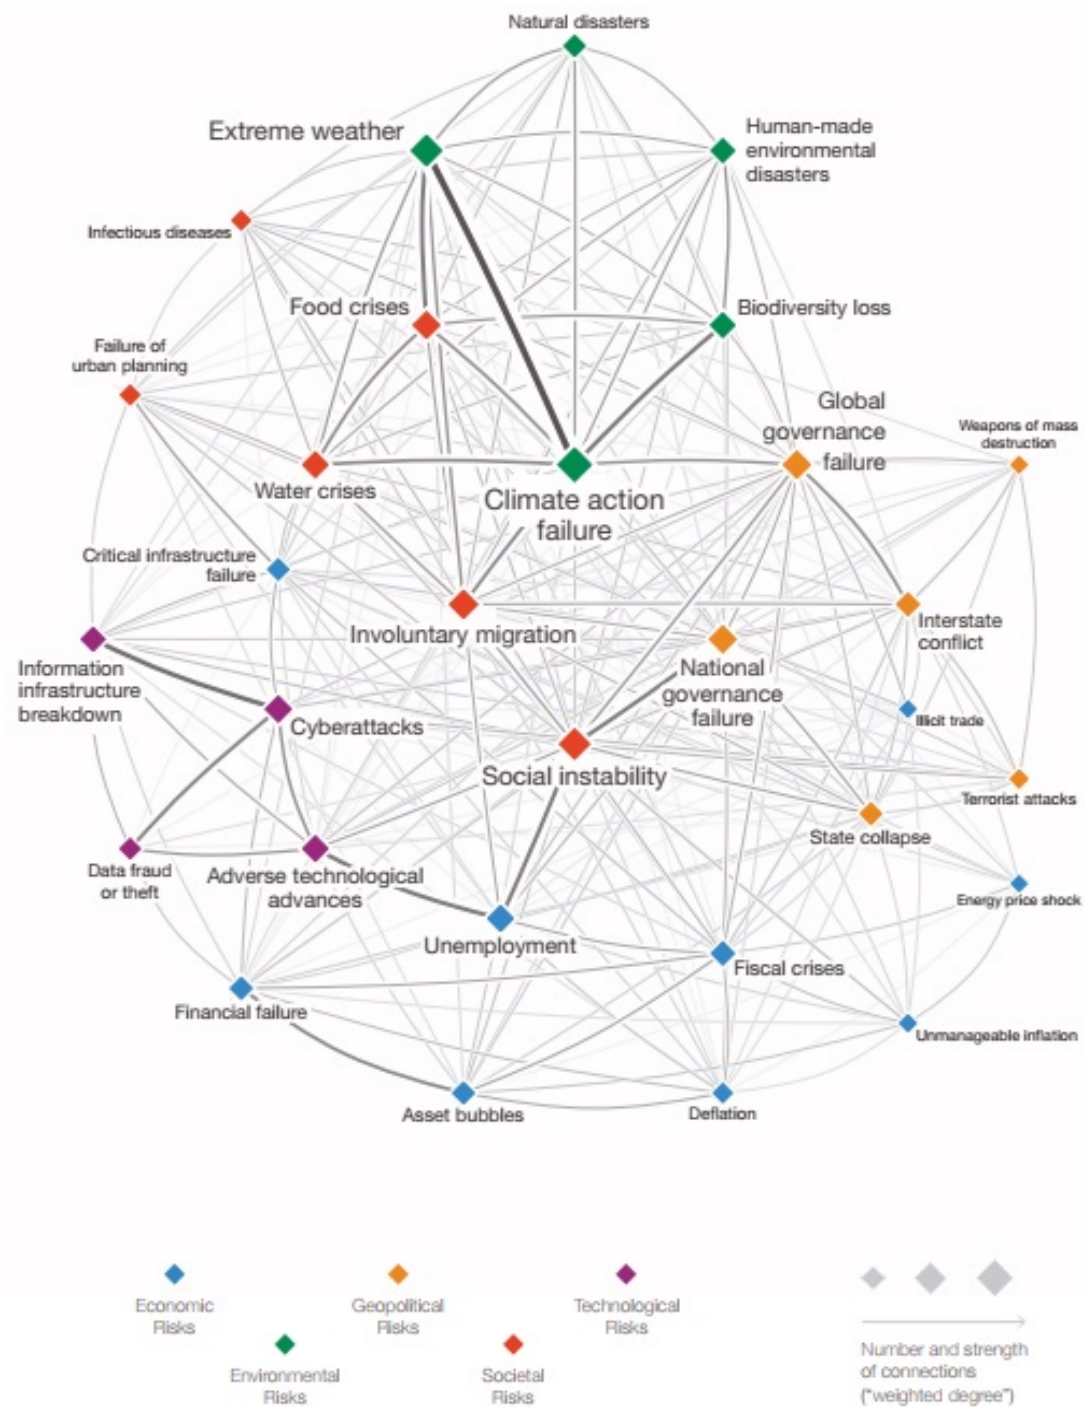 Natural disasters
Extreme weather
Human-made
environmental
disasters
Infectious diseases
Food crises
Biodiversity loss
Failure of
urban planning
Global
governance
failure
Weapons of mass
destruction
Water crises
Climate action
failure
Critical infrastructure
failure
Involuntary migration
Interstate
conflict
Information
infrastructure
breakdown
National
governance
failure
Cyberattacks
Illicit trade
Social instability
Terrorist attacks
State collapse
Data fraud
or theft
Adverse technological
advances
Energy price shock
Unemployment
Fiscal crises
Financial failure
Unmanageable inflation
Asset bubbles
Deflation
Economic
Risks
Geopolitical
Risks
Technological
Risks
Environmental
Risks
Societal
Risks
Number and strength
of connections
("weighted degree")